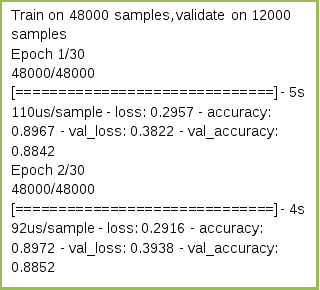 Train on 48000 samples,validate on 12000
samples
Epoch 1/30
48000/48000
[==============================] - 5s
110us/sample - loss: 0.2957 - accuracy:
0.8967 - val_loss: 0.3822 - val_accuracy:
0.8842
Epoch 2/30
48000/48000
[==============================] - 4s
92us/sample - loss: 0.2916 - accuracy:
0.8972 - val_loss: 0.3938 - val_accuracy:
0.8852